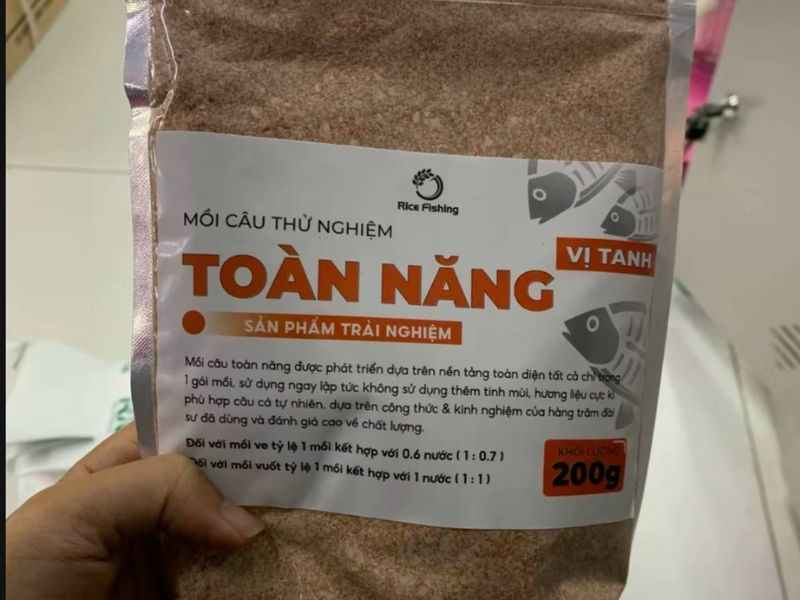 Rice Fishing
MỒI CÂU THỬ NGHIỆM
VỊ TANH
TOÀN NĂNG
SẢN PHẨM TRẢI NGHIỆM
Mồi câu toàn năng được phát triển dựa trên nền tảng toàn diện tất cả chỉ trong
1 gói mồi, sử dụng ngay lập tức không sử dụng thêm tinh mùi, hương liệu cực kì
phù hợp câu cá tự nhiên. dựa trên công thức & kinh nghiệm của hàng trăm đài
sư đã dùng và đánh giá cao về chất lượng.
Đối với mồi ve tỷ lệ 1 mồi kết hợp với 0.6 nước ( 1 : 0.7 )
Đối với mồi vuốt tỷ lệ 1 mồi kết hợp với 1 nước ( 1 : 1 )
KHỐI LƯỢNG
200g